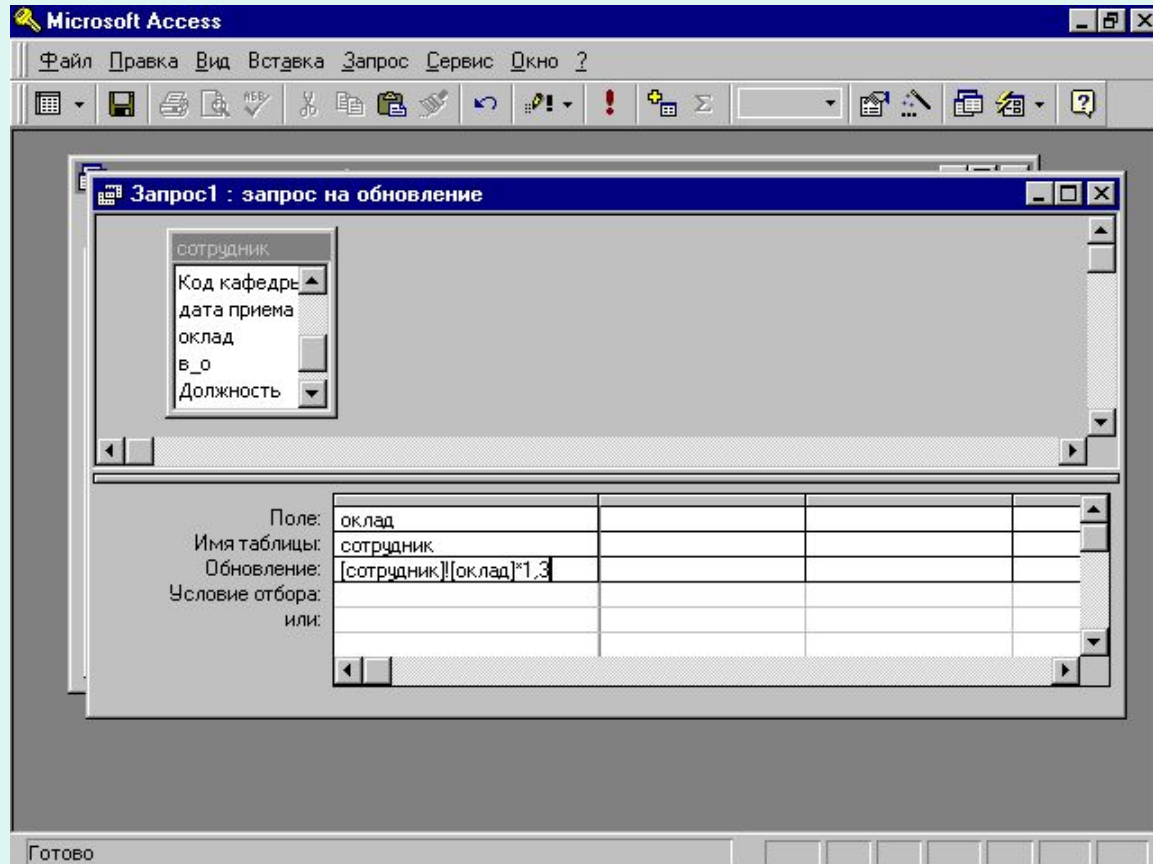 Microsoft Access
Файл Правка Вид Вставка Запрос Сервис Окно ?
Запрос1 : запрос на обновление
сотрудник
Код кафедры
дата приема
оклад
в_о
Должность
Поле: оклад
Имя таблицы: сотрудник
Обновление: [сотрудник]![оклад]*1,3
Условие отбора:
или:
Готово